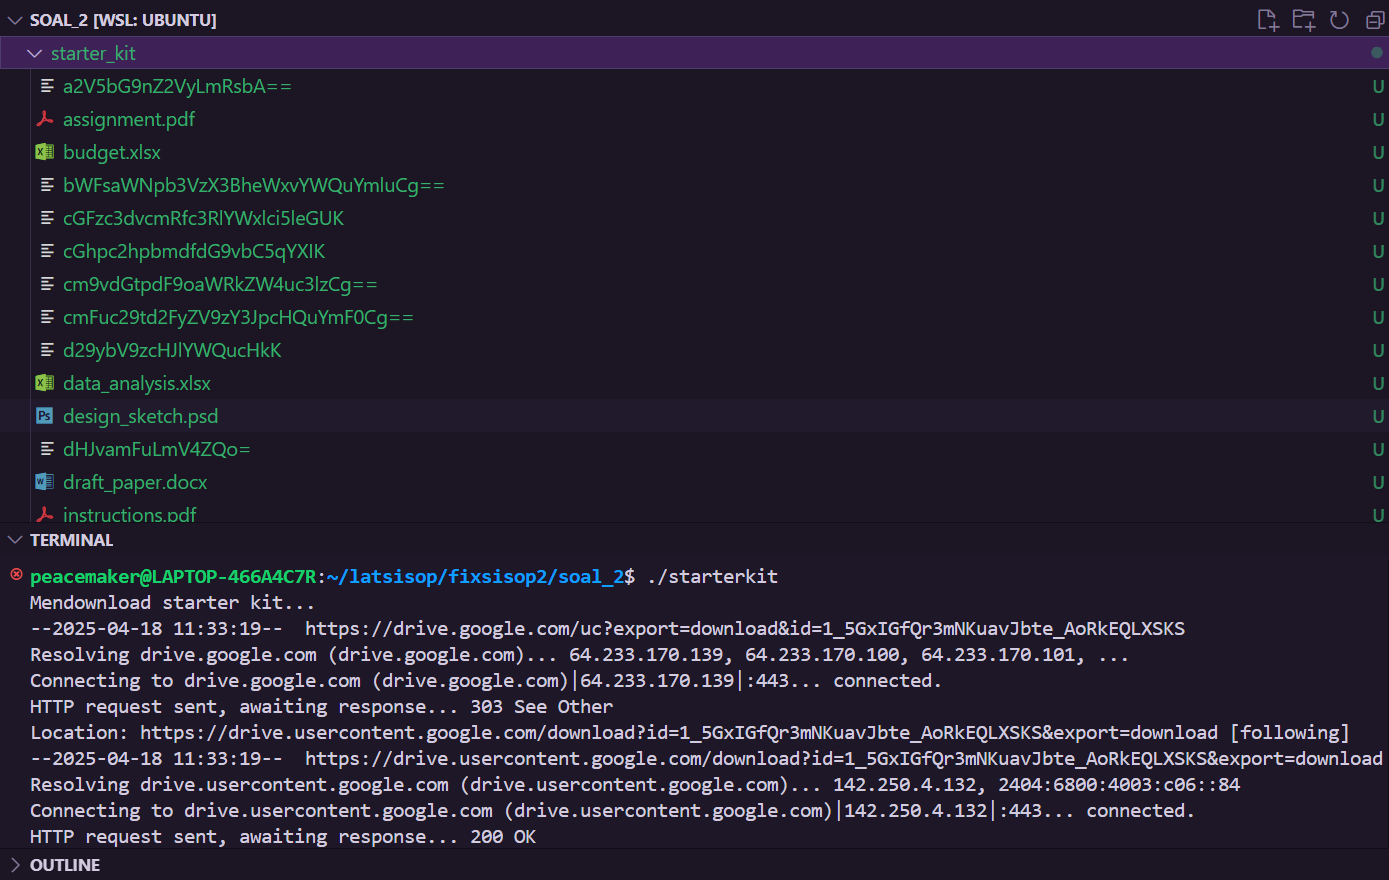 SOAL_2 [WSL: UBUNTU]
starter_kit
a2V5bG9nZ2VyLmRsbA== U
assignment.pdf U
budget.xlsx U
bWFsaWNpb3VzX3BheWxvYWQuYmluCg== U
cGFzc3dvcmRfc3RlYWxlci5leGUK U
cGhpc2hpbmdfdG9vbC5qYXIK U
cm9vdGtpdF9oaWRkZW4uc3lzCg== U
cmFuc29td2FyZV9zY3JpcHQuYmF0Cg== U
d29ybV9zcHJlYWQucHkK U
data_analysis.xlsx U
design_sketch.psd U
dHJvamFuLmV4ZQo= U
draft_paper.docx U
instructions.pdf U
TERMINAL
peacemaker@LAPTOP-466A4C7R:~/latsisop/fixsisop2/soal_2$ ./starterkit
Mendownload starter kit...
--2025-04-18 11:33:19--  https://drive.google.com/uc?export=download&id=1_5GxIGfQr3mNKuavJbte_AoRkEQLXSKS
Resolving drive.google.com (drive.google.com)... 64.233.170.139, 64.233.170.100, 64.233.170.101, ...
Connecting to drive.google.com (drive.google.com)|64.233.170.139|:443... connected.
HTTP request sent, awaiting response... 303 See Other
Location: https://drive.usercontent.google.com/download?id=1_5GxIGfQr3mNKuavJbte_AoRkEQLXSKS&export=download [following]
--2025-04-18 11:33:19--  https://drive.usercontent.google.com/download?id=1_5GxIGfQr3mNKuavJbte_AoRkEQLXSKS&export=download
Resolving drive.usercontent.google.com (drive.usercontent.google.com)... 142.250.4.132, 2404:6800:4003:c06::84
Connecting to drive.usercontent.google.com (drive.usercontent.google.com)|142.250.4.132|:443... connected.
HTTP request sent, awaiting response... 200 OK
OUTLINE